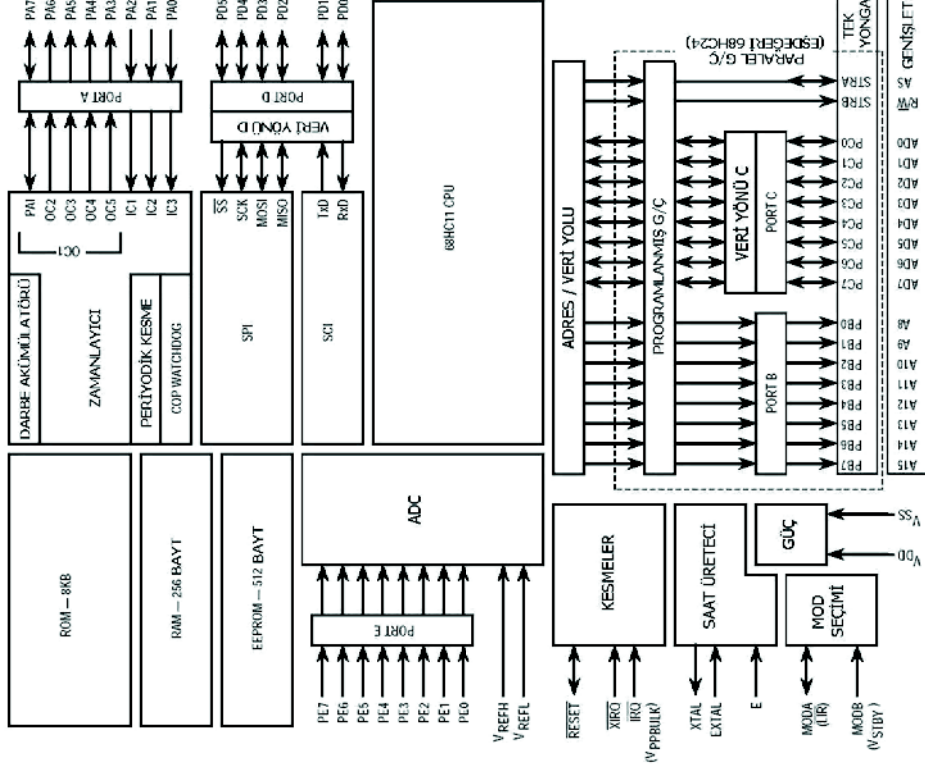 PA7
PA6
PA5
PA4
PA3
PA2
PA1
PA0
PORT A
PAI
OC2
OC3
OC4
OC5
IC1
IC2
IC3
OC1
DARBE AKÜMÜLATÖRÜ
ZAMANLAYICI
PERİYODİK KESME
COP WATCHDOG
PD5
PD4
PD3
PD2
PD1
PD0
PORT D
VERİ YÖNÜ D
SS
SCK
MOSI
MISO
TxD
RxD
SPI
SCI
68HC11 CPU
ROM — 8KB
RAM — 256 BAYT
EEPROM — 512 BAYT
ADC
PORT E
PE7
PE6
PE5
PE4
PE3
PE2
PE1
PE0
VREFH
VREFL
ADRES / VERİ YOLU
PROGRAMLANMIŞ G/Ç
PARALEL G/Ç
(EŞDEĞERİ 68HC24)
VERİ YÖNÜ C
PORT C
PORT B
TEK
YONGA
GENİŞLET
STRA
STRB
PC0
PC1
PC2
PC3
PC4
PC5
PC6
PC7
PB0
PB1
PB2
PB3
PB4
PB5
PB6
PB7
AS
R/W
AD0
AD1
AD2
AD3
AD4
AD5
AD6
AD7
A8
A9
A10
A11
A12
A13
A14
A15
KESMELER
RESET
XIRQ
IRQ
(VPPBULK)
SAAT ÜRETECİ
XTAL
EXTAL
E
GÜÇ
VSS
VDD
MOD
SEÇİMİ
MODA
(LIR)
MODB
(VSTBY)